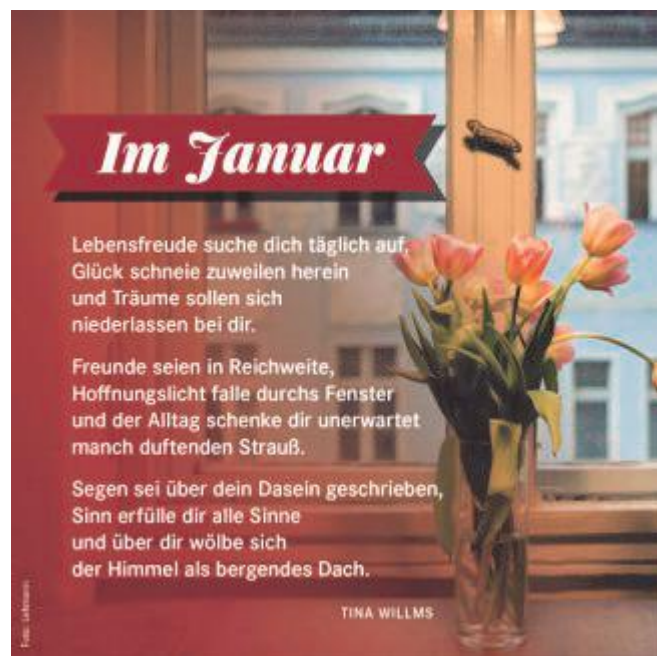 Im Januar
Lebensfreude suche dich täglich auf,
Glück schneie zuweilen herein
und Träume sollen sich
niederlassen bei dir.
Freunde seien in Reichweite,
Hoffnungslicht falle durchs Fenster
und der Alltag schenke dir unerwartet
manch duftenden Strauß.
Segen sei über dein Dasein geschrieben,
Sinn erfülle dir alle Sinne
und über dir wölbe sich
der Himmel als bergendes Dach.
TINA WILLMS
Foto: Lehmann